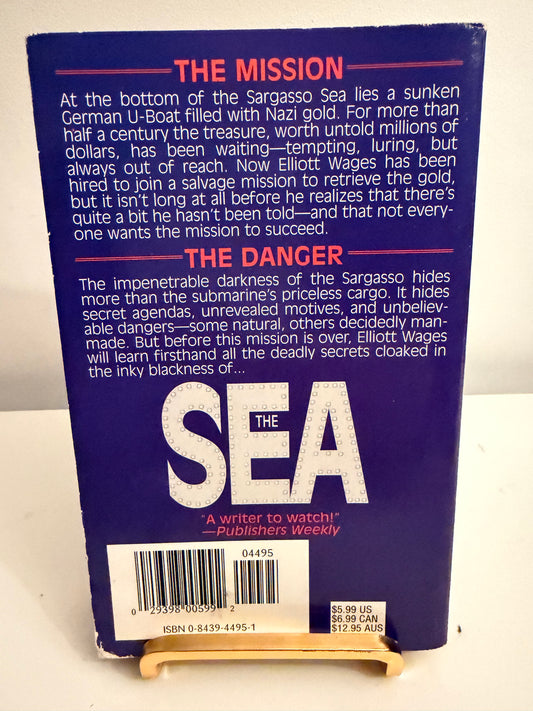 THE MISSION
At the bottom of the Sargasso Sea lies a sunken
German U-Boat filled with Nazi gold. For more than
half a century the treasure, worth untold millions of
dollars, has been waiting—tempting, luring, but
always out of reach. Now Elliott Wages has been
hired to join a salvage mission to retrieve the gold,
but it isn't long at all before he realizes that there's
quite a bit he hasn't been told—and that not every-
one wants the mission to succeed.
THE DANGER
The impenetrable darkness of the Sargasso hides
more than the submarine's priceless cargo. It hides
secret agendas, unrevealed motives, and unbeliev-
able dangers—some natural, others decidedly man-
made. But before this mission is over, Elliott Wages
will learn firsthand all the deadly secrets cloaked in
the inky blackness of...
THE
SEA
"A writer to watch!"
—Publishers Weekly
04495
0 29398 00599 2
ISBN 0-8439-4495-1
$5.99 US
$6.99 CAN
$12.95 AUS